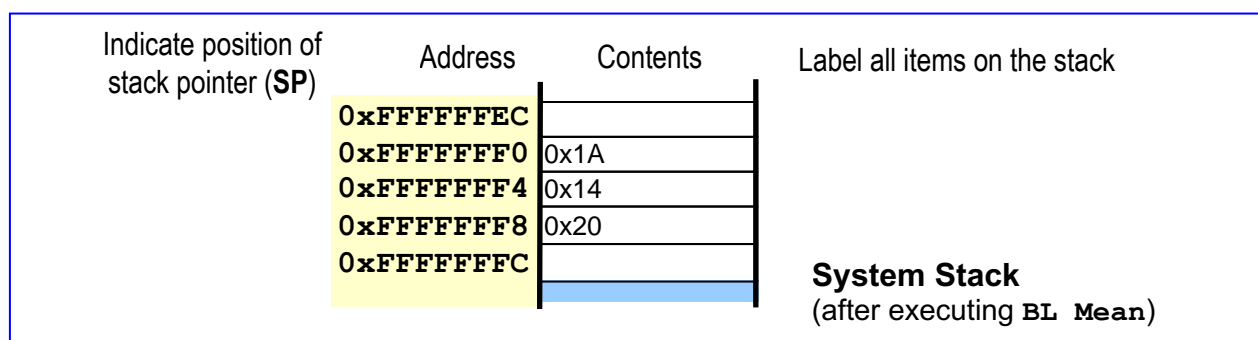 Indicate position of
stack pointer (SP)
Address
Contents
Label all items on the stack
0xFFFFFFEC
0xFFFFFFF0 0x1A
0xFFFFFFF4 0x14
0xFFFFFFF8 0x20
0xFFFFFFFC
System Stack
(after executing BL Mean)